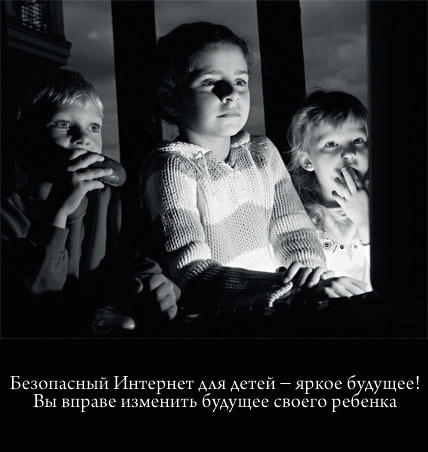 Безопасный Интернет для детей – яркое будущее!
Вы вправе изменить будущее своего ребенка